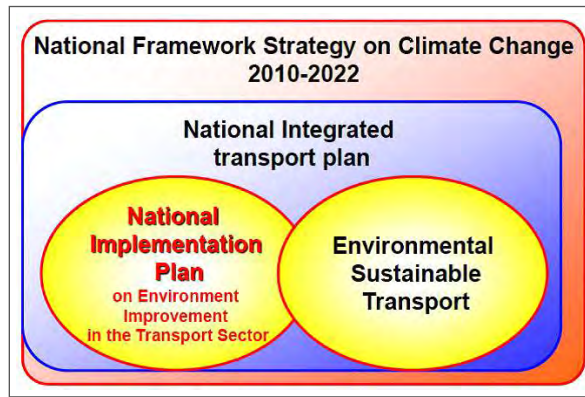 National Framework Strategy on Climate Change
2010-2022
National Integrated
transport plan
National
Implementation
Plan
on Environment
Improvement
in the Transport Sector
Environmental
Sustainable
Transport